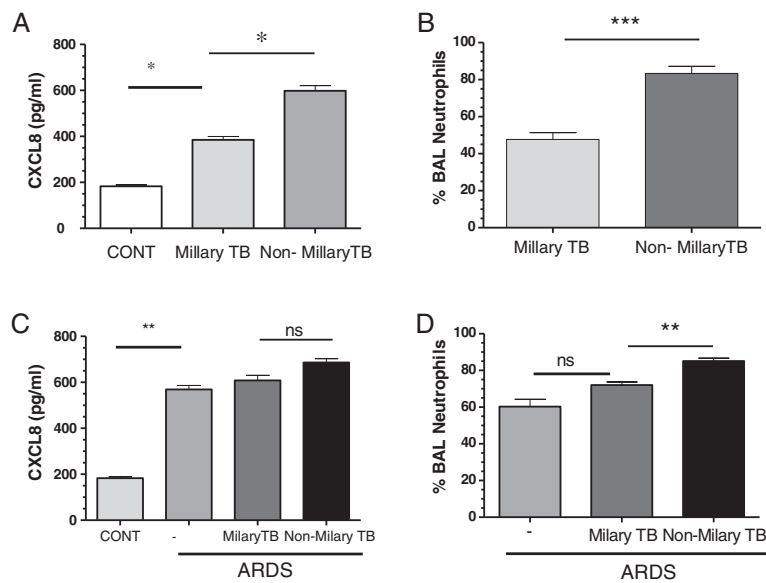 A
CXCL8 (pg/ml)
800
600
400
200
0
*
*
CONT Millary TB Non- MillaryTB
B
% BAL Neutrophils
100
80
60
40
20
0
***
Millary TB Non- MillaryTB
C
CXCL8 (pg/ml)
800
600
400
200
0
**
ns
CONT - MilaryTB Non-Milary TB
ARDS
D
% BAL Neutrophils
100
80
60
40
20
0
ns
**
- Milary TB Non-Milary TB
ARDS